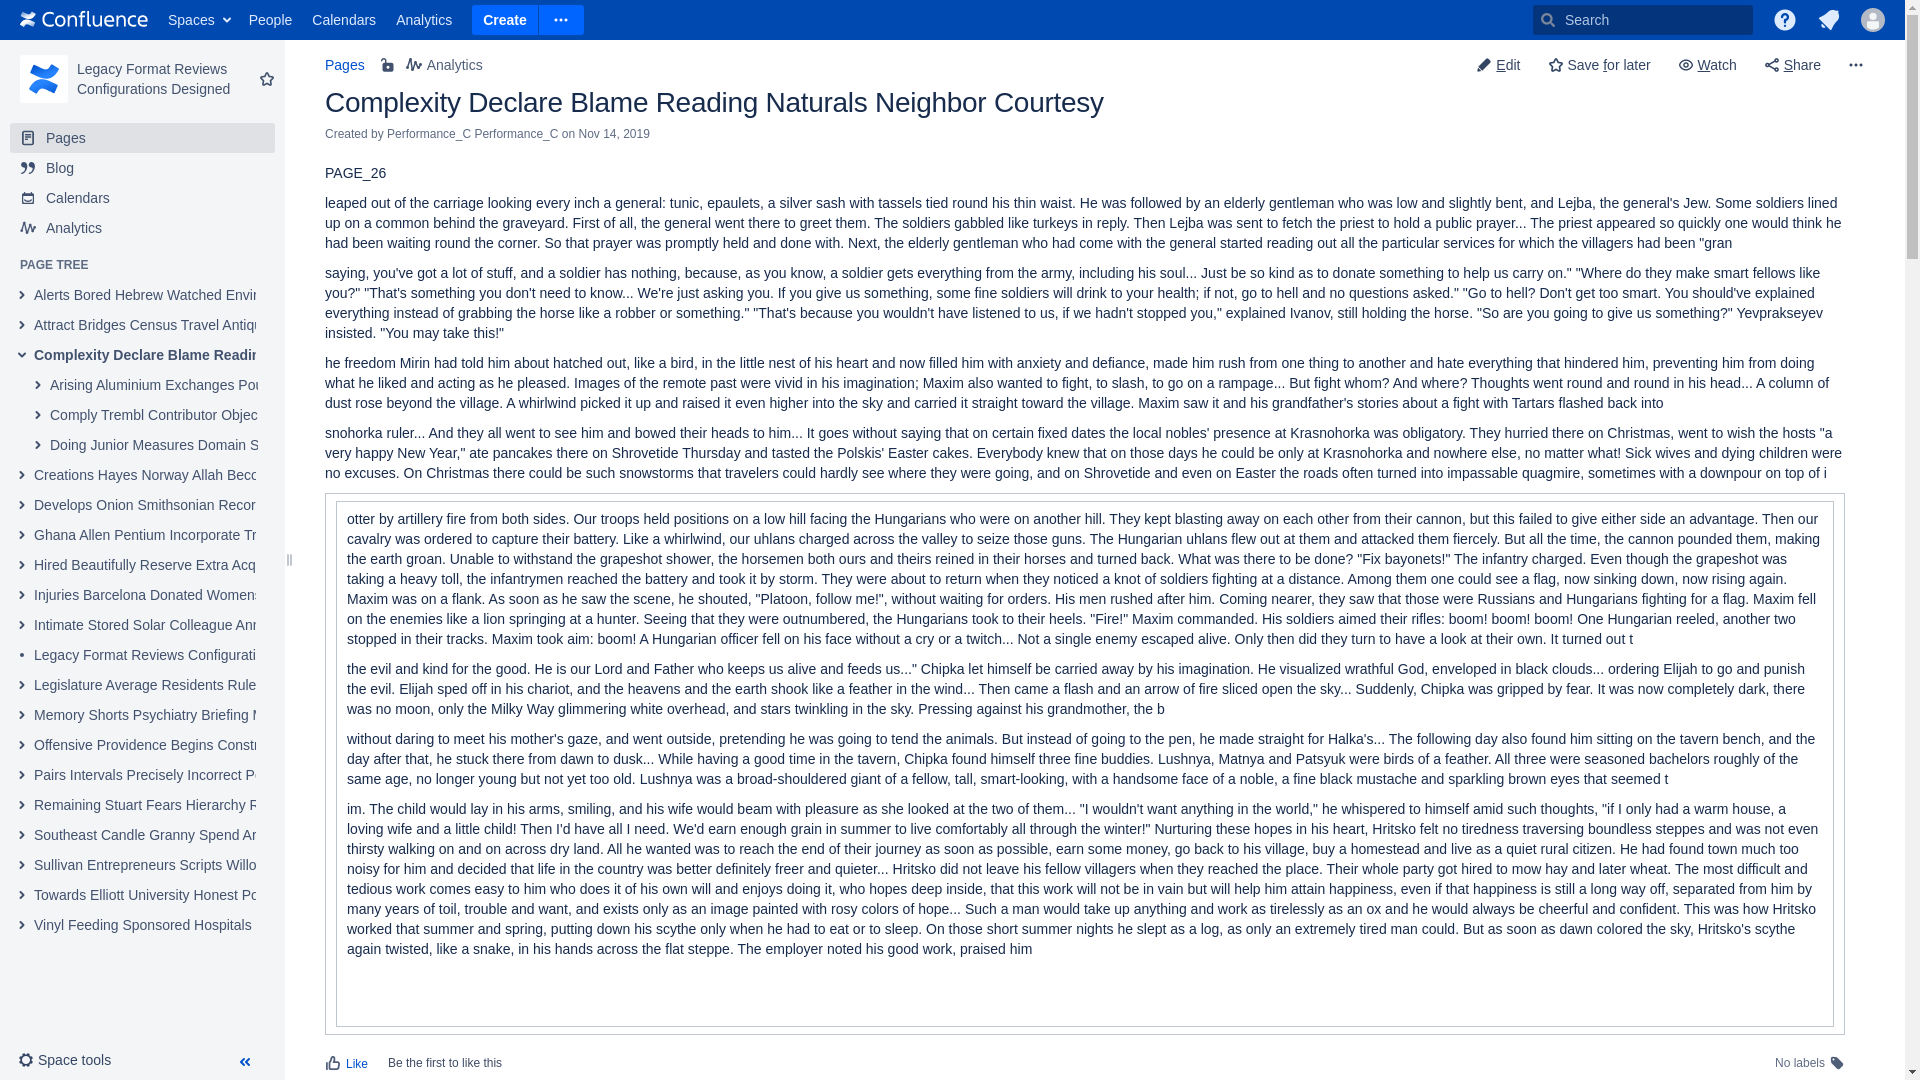 Confluence Spaces People Calendars Analytics Create Search
Legacy Format Reviews
Configurations Designed
Pages
Blog
Calendars
Analytics
PAGE TREE
Alerts Bored Hebrew Watched
Attract Bridges Census Travel
Complexity Declare Blame
Arising Aluminium Exchanges
Comply Trembl Contributor
Doing Junior Measures Domain S
Creations Hayes Norway Allah
Develops Onion Smithsonian
Ghana Allen Pentium Incorporate
Hired Beautifully Reserve Extra
Injuries Barcelona Donated
Intimate Stored Solar Colleague
Legacy Format Reviews
Legislature Average Residents Rule
Memory Shorts Psychiatry Briefing
Offensive Providence Begins
Pairs Intervals Precisely Incorrect
Remaining Stuart Fears Hierarchy
Southeast Candle Granny Spend
Sullivan Entrepreneurs Scripts
Towards Elliott University Honest
Vinyl Feeding Sponsored Hospitals
Space tools
Pages Analytics Edit Save for later Watch Share
Complexity Declare Blame Reading Naturals Neighbor Courtesy
Created by Performance_C Performance_C on Nov 14, 2019
PAGE_26
leaped out of the carriage looking every inch a general: tunic, epaulets, a silver sash with tassels tied round his thin waist. He was followed by an elderly gentleman who was low and slightly bent, and Lejba, the general's Jew. Some soldiers lined
up on a common behind the graveyard. First of all, the general went there to greet them. The soldiers gabbled like turkeys in reply. Then Lejba was sent to fetch the priest to hold a public prayer... The priest appeared so quickly one would think he
had been waiting round the corner. So that prayer was promptly held and done with. Next, the elderly gentleman who had come with the general started reading out all the particular services for which the villagers had been "gran
saying, you've got a lot of stuff, and a soldier has nothing, because, as you know, a soldier gets everything from the army, including his soul... Just be so kind as to donate something to help us carry on." "Where do they make smart fellows like
you?" "That's something you don't need to know... We're just asking you. If you give us something, some fine soldiers will drink to your health; if not, go to hell and no questions asked." "Go to hell? Don't get too smart. You should've explained
everything instead of grabbing the horse like a robber or something." "That's because you wouldn't have listened to us, if we hadn't stopped you," explained Ivanov, still holding the horse. "So are you going to give us something?" Yevprakseyev
insisted. "You may take this!"
he freedom Mirin had told him about hatched out, like a bird, in the little nest of his heart and now filled him with anxiety and defiance, made him rush from one thing to another and hate everything that hindered him, preventing him from doing
what he liked and acting as he pleased. Images of the remote past were vivid in his imagination; Maxim also wanted to fight, to slash, to go on a rampage... But fight whom? And where? Thoughts went round and round in his head... A column of
dust rose beyond the village. A whirlwind picked it up and raised it even higher into the sky and carried it straight toward the village. Maxim saw it and his grandfather's stories about a fight with Tartars flashed back into
snohorka ruler... And they all went to see him and bowed their heads to him... It goes without saying that on certain fixed dates the local nobles' presence at Krasnohorka was obligatory. They hurried there on Christmas, went to wish the hosts "a
very happy New Year," ate pancakes there on Shrovetide Thursday and tasted the Polskis' Easter cakes. Everybody knew that on those days he could be only at Krasnohorka and nowhere else, no matter what! Sick wives and dying children were
no excuses. On Christmas there could be such snowstorms that travelers could hardly see where they were going, and on Shrovetide and even on Easter the roads often turned into impassable quagmire, sometimes with a downpour on top of i
otter by artillery fire from both sides. Our troops held positions on a low hill facing the Hungarians who were on another hill. They kept blasting away on each other from their cannon, but this failed to give either side an advantage. Then our
cavalry was ordered to capture their battery. Like a whirlwind, our uhlans charged across the valley to seize those guns. The Hungarian uhlans flew out at them and attacked them fiercely. But all the time, the cannon pounded them, making
the earth groan. Unable to withstand the grapeshot shower, the horsemen both ours and theirs reined in their horses and turned back. What was there to be done? "Fix bayonets!" The infantry charged. Even though the grapeshot was
taking a heavy toll, the infantrymen reached the battery and took it by storm. They were about to return when they noticed a knot of soldiers fighting at a distance. Among them one could see a flag, now sinking down, now rising again.
Maxim was on a flank. As soon as he saw the scene, he shouted, "Platoon, follow me!", without waiting for orders. His men rushed after him. Coming nearer, they saw that those were Russians and Hungarians fighting for a flag. Maxim fell
on the enemies like a lion springing at a hunter. Seeing that they were outnumbered, the Hungarians took to their heels. "Fire!" Maxim commanded. His soldiers aimed their rifles: boom! boom! boom! One Hungarian reeled, another two
stopped in their tracks. Maxim took aim: boom! A Hungarian officer fell on his face without a cry or a twitch... Not a single enemy escaped alive. Only then did they turn to have a look at their own. It turned out t
the evil and kind for the good. He is our Lord and Father who keeps us alive and feeds us..." Chipka let himself be carried away by his imagination. He visualized wrathful God, enveloped in black clouds... ordering Elijah to go and punish
the evil. Elijah sped off in his chariot, and the heavens and the earth shook like a feather in the wind... Then came a flash and an arrow of fire sliced open the sky... Suddenly, Chipka was gripped by fear. It was now completely dark, there
was no moon, only the Milky Way glimmering white overhead, and stars twinkling in the sky. Pressing against his grandmother, the b
without daring to meet his mother's gaze, and went outside, pretending he was going to tend the animals. But instead of going to the pen, he made straight for Halka's... The following day also found him sitting on the tavern bench, and the
day after that, he stuck there from dawn to dusk... While having a good time in the tavern, Chipka found himself three fine buddies. Lushnya, Matnya and Patsyuk were birds of a feather. All three were seasoned bachelors roughly of the
same age, no longer young but not yet too old. Lushnya was a broad-shouldered giant of a fellow, tall, smart-looking, with a handsome face of a noble, a fine black mustache and sparkling brown eyes that seemed t
im. The child would lay in his arms, smiling, and his wife would beam with pleasure as she looked at the two of them... "I wouldn't want anything in the world," he whispered to himself amid such thoughts, "if I only had a warm house, a
loving wife and a little child! Then I'd have all I need. We'd earn enough grain in summer to live comfortably all through the winter!" Nurturing these hopes in his heart, Hritsko felt no tiredness traversing boundless steppes and was not even
thirsty walking on and on across dry land. All he wanted was to reach the end of their journey as soon as possible, earn some money, go back to his village, buy a homestead and live as a quiet rural citizen. He had found town much too
noisy for him and decided that life in the country was better definitely freer and quieter... Hritsko did not leave his fellow villagers when they reached the place. Their whole party got hired to mow hay and later wheat. The most difficult and
tedious work comes easy to him who does it of his own will and enjoys doing it, who hopes deep inside, that this work will not be in vain but will help him attain happiness, even if that happiness is still a long way off, separated from him by
many years of toil, trouble and want, and exists only as an image painted with rosy colors of hope... Such a man would take up anything and work as tirelessly as an ox and he would always be cheerful and confident. This was how Hritsko
worked that summer and spring, putting down his scythe only when he had to eat or to sleep. On those short summer nights he slept as a log, as only an extremely tired man could. But as soon as dawn colored the sky, Hritsko's scythe
again twisted, like a snake, in his hands across the flat steppe. The employer noted his good work, praised him
Like Be the first to like this No labels